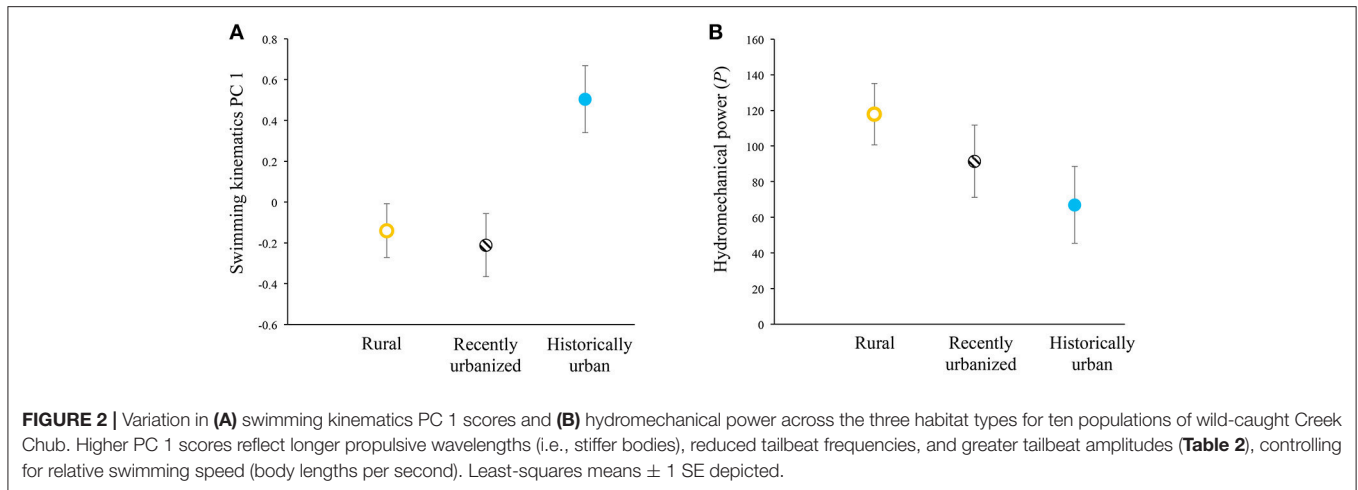 A
B
0.8
0.6
0.4
0.2
0
-0.2
-0.4
-0.6
Swimming kinematics PC 1
Rural
Recently
urbanized
Historically
urban
160
140
120
100
80
60
40
20
0
Hydromechanical power (P)
Rural
Recently
urbanized
Historically
urban
FIGURE 2 | Variation in (A) swimming kinematics PC 1 scores and (B) hydromechanical power across the three habitat types for ten populations of wild-caught Creek
Chub. Higher PC 1 scores reflect longer propulsive wavelengths (i.e., stiffer bodies), reduced tailbeat frequencies, and greater tailbeat amplitudes (Table 2), controlling
for relative swimming speed (body lengths per second). Least-squares means ± 1 SE depicted.